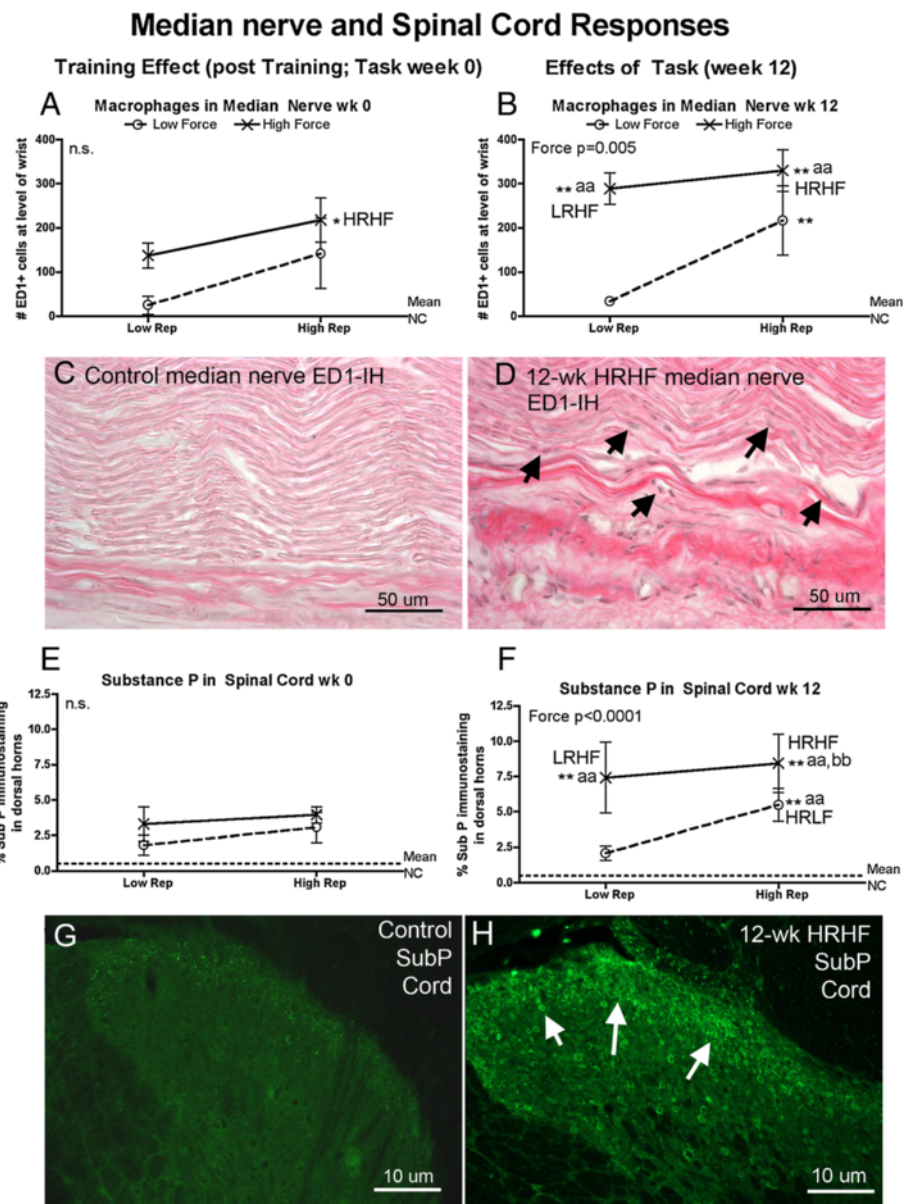 Median nerve and Spinal Cord Responses
Training Effect (post Training; Task week 0)
Effects of Task (week 12)
A
Macrophages in Median Nerve wk 0
Low Force
High Force
n.s.
# ED1+ cells at level of wrist
400
300
200
100
0
* HRHF
Mean
NC
Low Rep
High Rep
B
Macrophages in Median Nerve wk 12
Low Force
High Force
Force p=0.005
# ED1+ cells at level of wrist
400
300
200
100
0
** aa
LRHF
** aa
HRHF
**
Mean
NC
Low Rep
High Rep
C Control median nerve ED1-IH
50 um
D 12-wk HRHF median nerve
ED1-IH
50 um
E
Substance P in Spinal Cord wk 0
n.s.
% Sub P immunostaining
in dorsal horns
12.5
10.0
7.5
5.0
2.5
0.0
Mean
NC
Low Rep
High Rep
F
Substance P in Spinal Cord wk 12
Force p<0.0001
% Sub P immunostaining
in dorsal horns
12.5
10.0
7.5
5.0
2.5
0.0
LRHF
** aa
HRHF
** aa,bb
** aa
HRLF
Mean
NC
Low Rep
High Rep
G
Control
SubP
Cord
10 um
H
12-wk HRHF
SubP
Cord
10 um